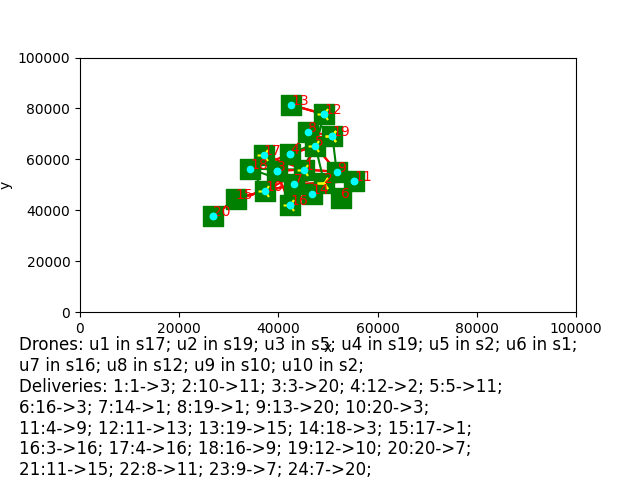 100000
80000
60000
40000
20000
0
y
13
12
9
17
1
15
0 20000 40000 60000 80000 100000
x
Drones: u1 in s17; u2 in s19; u3 in s5; u4 in s19; u5 in s2; u6 in s1;
u7 in s16; u8 in s12; u9 in s10; u10 in s2;
Deliveries: 1:1->3; 2:10->11; 3:3->20; 4:12->2; 5:5->11;
6:16->3; 7:14->1; 8:19->1; 9:13->20; 10:20->3;
11:4->9; 12:11->13; 13:19->15; 14:18->3; 15:17->1;
16:3->16; 17:4->16; 18:16->9; 19:12->10; 20:20->7;
21:11->15; 22:8->11; 23:9->7; 24:7->20;